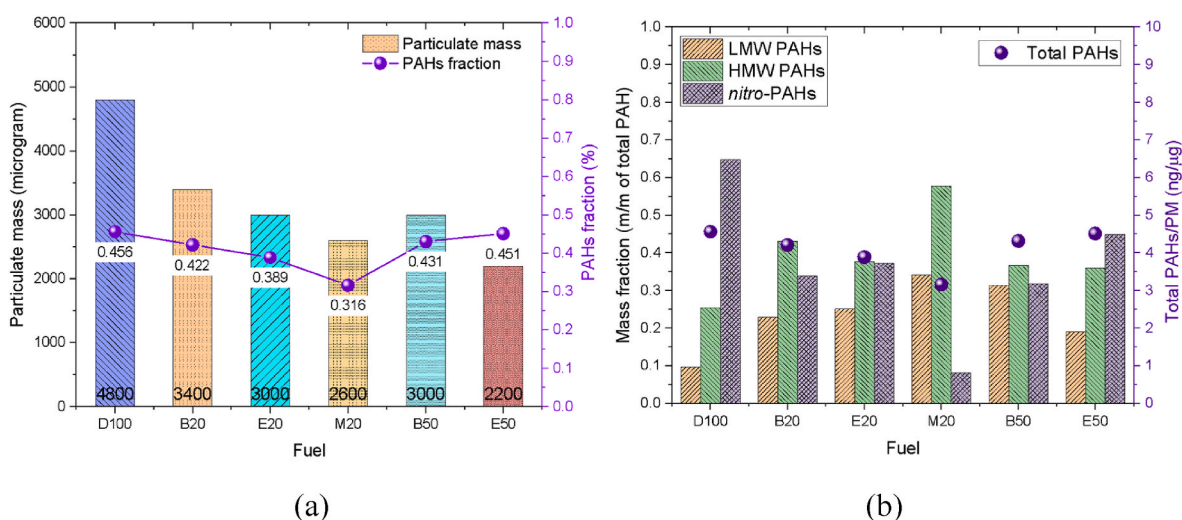 6000
5000
4000
3000
2000
1000
0
Particulate mass (microgram)
Particulate mass
PAHs fraction
0.456
0.422
0.389
0.316
0.431
0.451
4800
3400
3000
2600
3000
2200
D100
B20
E20
M20
B50
E50
Fuel
1.0
0.9
0.8
0.7
0.6
0.5
0.4
0.3
0.2
0.1
0.0
PAHs fraction (%)
(a)
1.0
0.9
0.8
0.7
0.6
0.5
0.4
0.3
0.2
0.1
0.0
Mass fraction (m/m of total PAH)
LMW PAHs
HMW PAHs
nitro-PAHs
Total PAHs
D100
B20
E20
M20
B50
E50
Fuel
10
9
8
7
6
5
4
3
2
1
0
Total PAHs/PM (ng/μg)
(b)